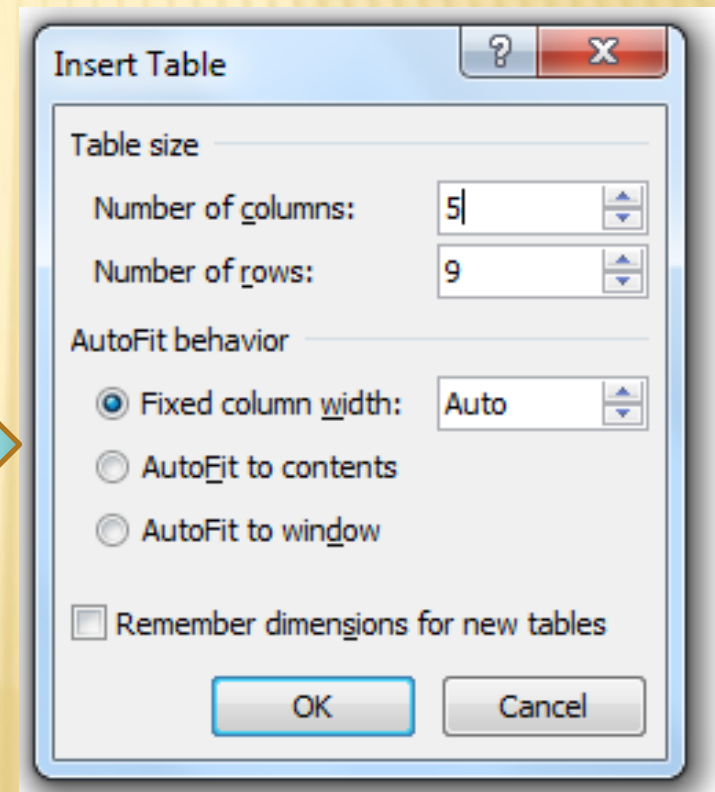 Insert Table
Table size
Number of columns: 5
Number of rows: 9
AutoFit behavior
Fixed column width: Auto
AutoFit to contents
AutoFit to window
Remember dimensions for new tables
OK Cancel